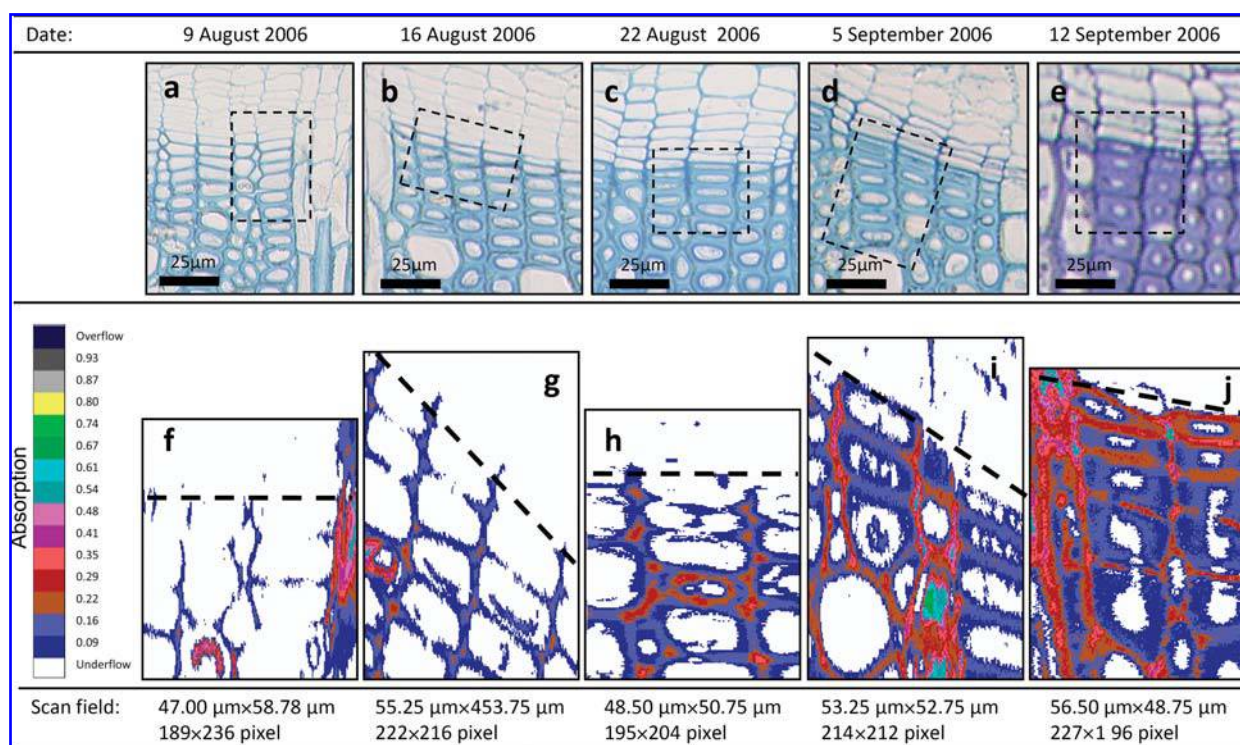 Date: 9 August 2006 16 August 2006 22 August 2006 5 September 2006 12 September 2006
a b c d e
25μm 25μm 25μm 25μm 25μm
f g h i j
Absorption
Overflow
0.93
0.87
0.80
0.74
0.67
0.61
0.54
0.48
0.41
0.35
0.29
0.22
0.16
0.09
Underflow
Scan field: 47.00 μm×58.78 μm 55.25 μm×453.75 μm 48.50 μm×50.75 μm 53.25 μm×52.75 μm 56.50 μm×48.75 μm
189×236 pixel 222×216 pixel 195×204 pixel 214×212 pixel 227×1 96 pixel